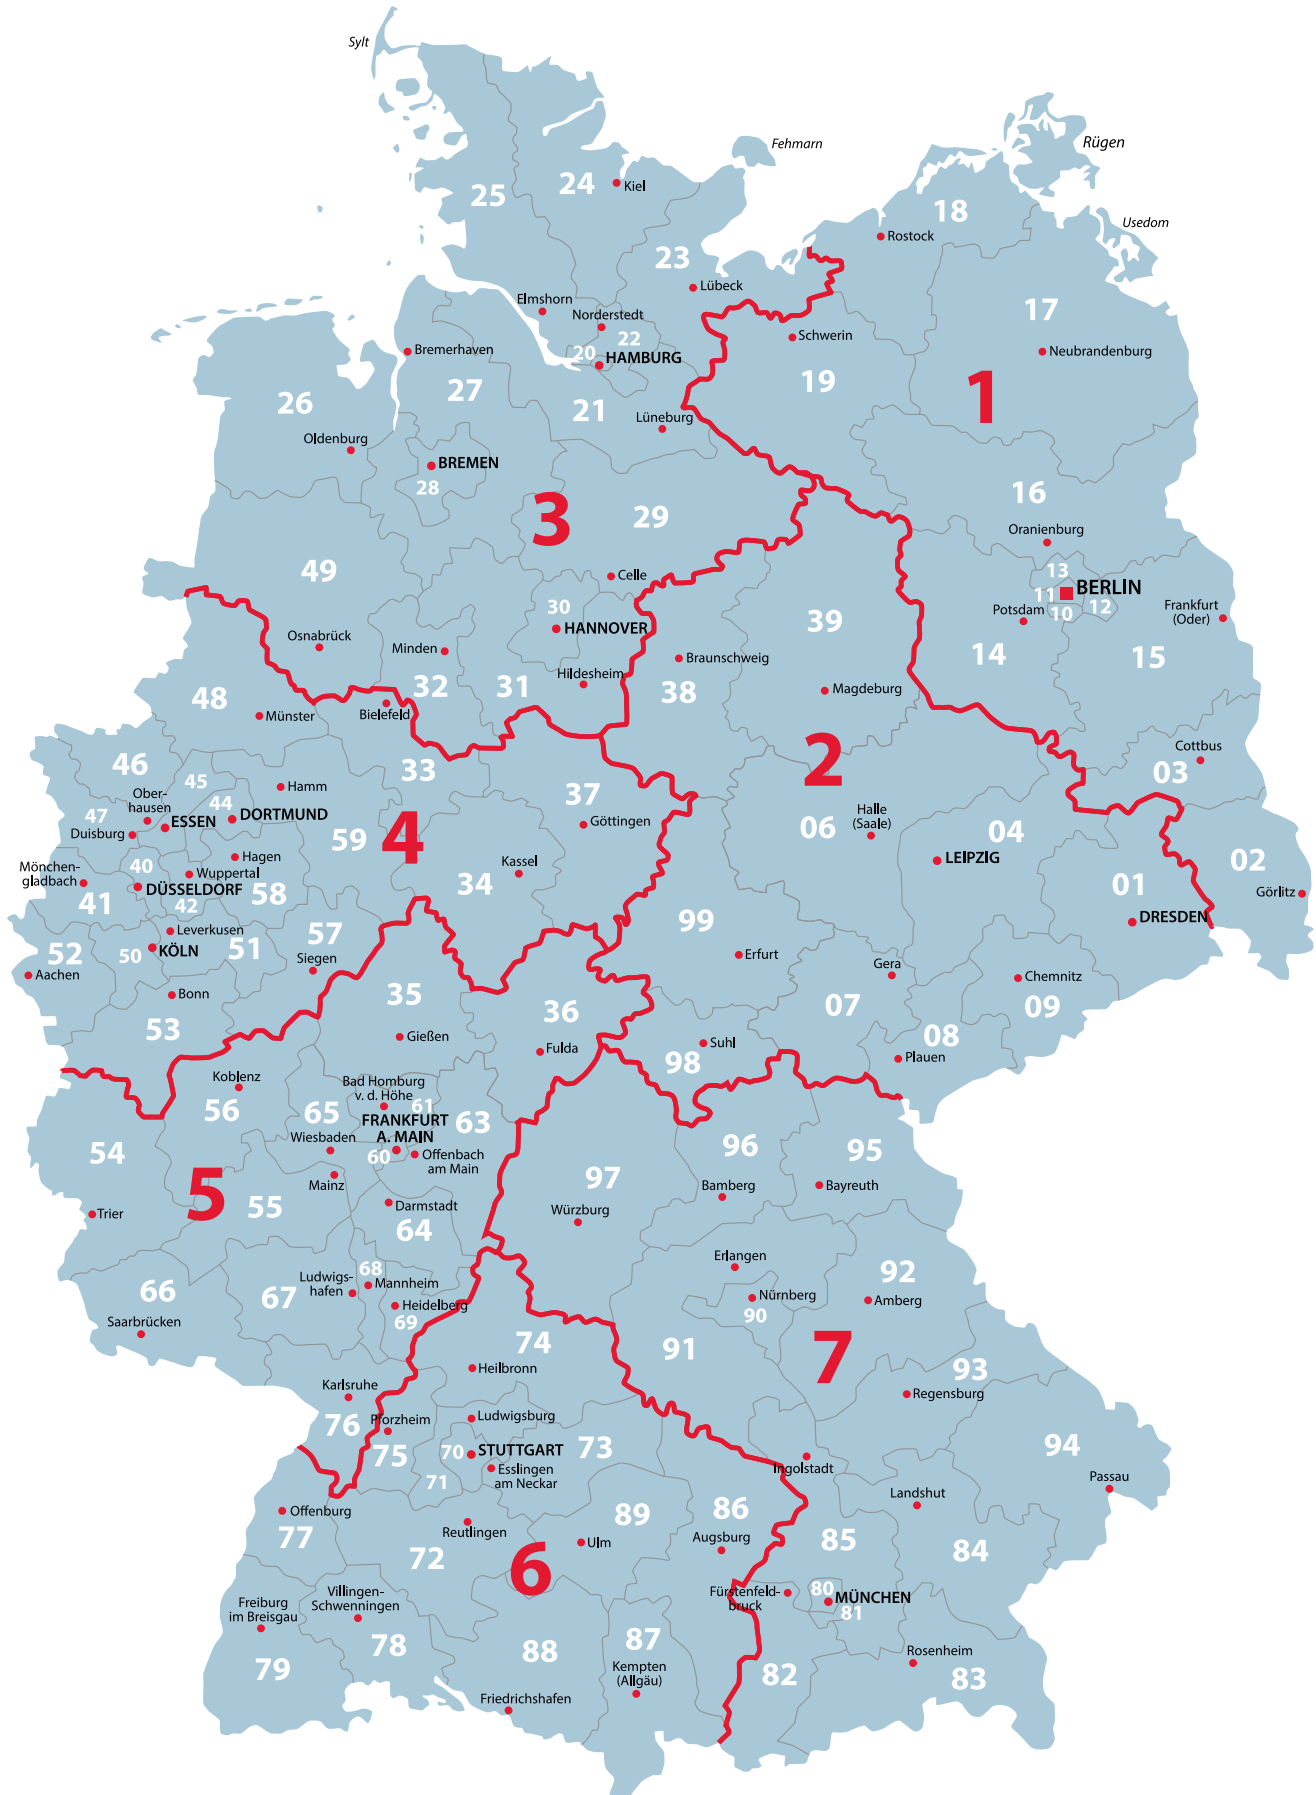 Sylt
Fehmarn
Rügen
Usedom
25
24
Kiel
18
Rostock
23
Lübeck
17
Elmshorn
Norderstedt
22
20
HAMBURG
Schwerin
Neubrandenburg
Bremerhaven
27
19
1
26
21
Lüneburg
Oldenburg
BREMEN
28
3
29
16
Oranienburg
49
Celle
13
BERLIN
11
10
12
Potsdam
Frankfurt
(Oder)
30
HANNOVER
39
Osnabrück
Minden
Braunschweig
14
15
32
31
Hildesheim
38
Magdeburg
48
Münster
Bielefeld
2
Cottbus
03
46
45
33
Hamm
37
Ober-
hausen
47
44
DORTMUND
ESSEN
Duisburg
Göttingen
Halle
(Saale)
06
04
59
4
LEIPZIG
02
Görlitz
Mönchen-
gladbach
40
Hagen
Wuppertal
DÜSSELDORF
Kassel
34
41
42
58
01
DRESDEN
52
Leverkusen
50
KÖLN
51
57
Siegen
99
Erfurt
Aachen
Gera
Chemnitz
Bonn
35
53
36
07
09
Gießen
Fulda
Suhl
98
08
Plauen
Koblenz
56
Bad Homburg
v. d. Höhe
65
61
63
FRANKFURT
A. MAIN
Wiesbaden
60
Offenbach
am Main
54
96
95
5
Mainz
97
Bamberg
Bayreuth
55
Darmstadt
Trier
64
Würzburg
Erlangen
92
68
Ludwigs-
hafen
Mannheim
66
67
Nürnberg
90
Amberg
Heidelberg
69
Saarbrücken
74
91
7
Heilbronn
93
Karlsruhe
Regensburg
76
Pforzheim
Ludwigsburg
75
70
STUTTGART
73
94
71
Esslingen
am Neckar
Ingolstadt
Passau
Landshut
Offenburg
86
89
77
Reutlingen
Ulm
Augsburg
85
84
72
6
Villingen-
Schwenningen
Fürstenfeld-
bruck
80
MÜNCHEN
81
Freiburg
im Breisgau
78
88
87
Rosenheim
79
Kempten
(Allgäu)
82
83
Friedrichshafen